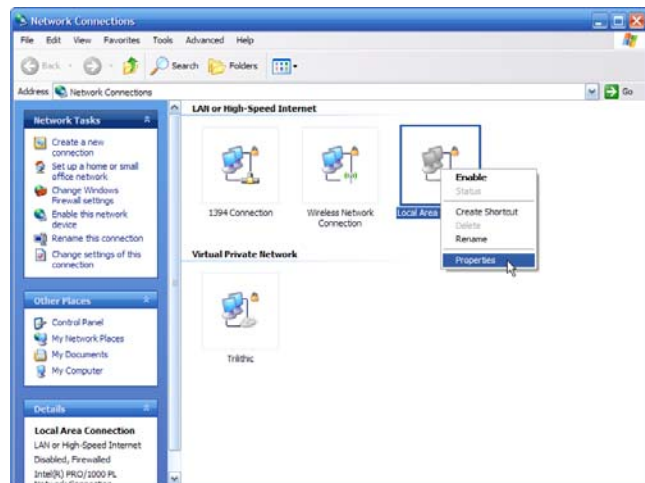 Network Connections
File Edit View Favorites Tools Advanced Help
Back Search Folders
Address Network Connections Go
Network Tasks
Create a new
connection
Set up a home or small
office network
Change Windows
Firewall settings
Enable this network
device
Rename this connection
Change settings of this
connection
Other Places
Control Panel
My Network Places
My Documents
My Computer
Details
Local Area Connection
LAN or High-Speed Internet
Disabled, Firewalled
Intel(R) PRO/1000 PL
Network Connection
LAN or High-Speed Internet
1394 Connection
Wireless Network
Connection
Local Area
Enable
Status
Create Shortcut
Delete
Rename
Properties
Virtual Private Network
Trilithic